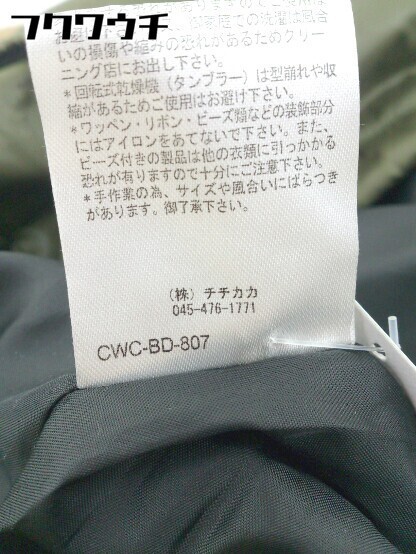 フクワウチ
家庭での洗濯は風合
いの損傷や縮みの恐れがあるためクリー
ニング店にお出し下さい。
*回転式乾燥機（タンブラー）は型崩れや収
縮があるためご使用はお避け下さい。
*ワッペン・リボン・ビーズ類などの装飾部分
にはアイロンをあてないで下さい。また、
ビーズ付きの製品は他の衣類に引っかかる
恐れが有りますので十分にご注意下さい。
*手作業の為、サイズや風合いにばらつき
があります。御了承下さい。
(株) チチカカ
045-476-1771
CWC-BD-807